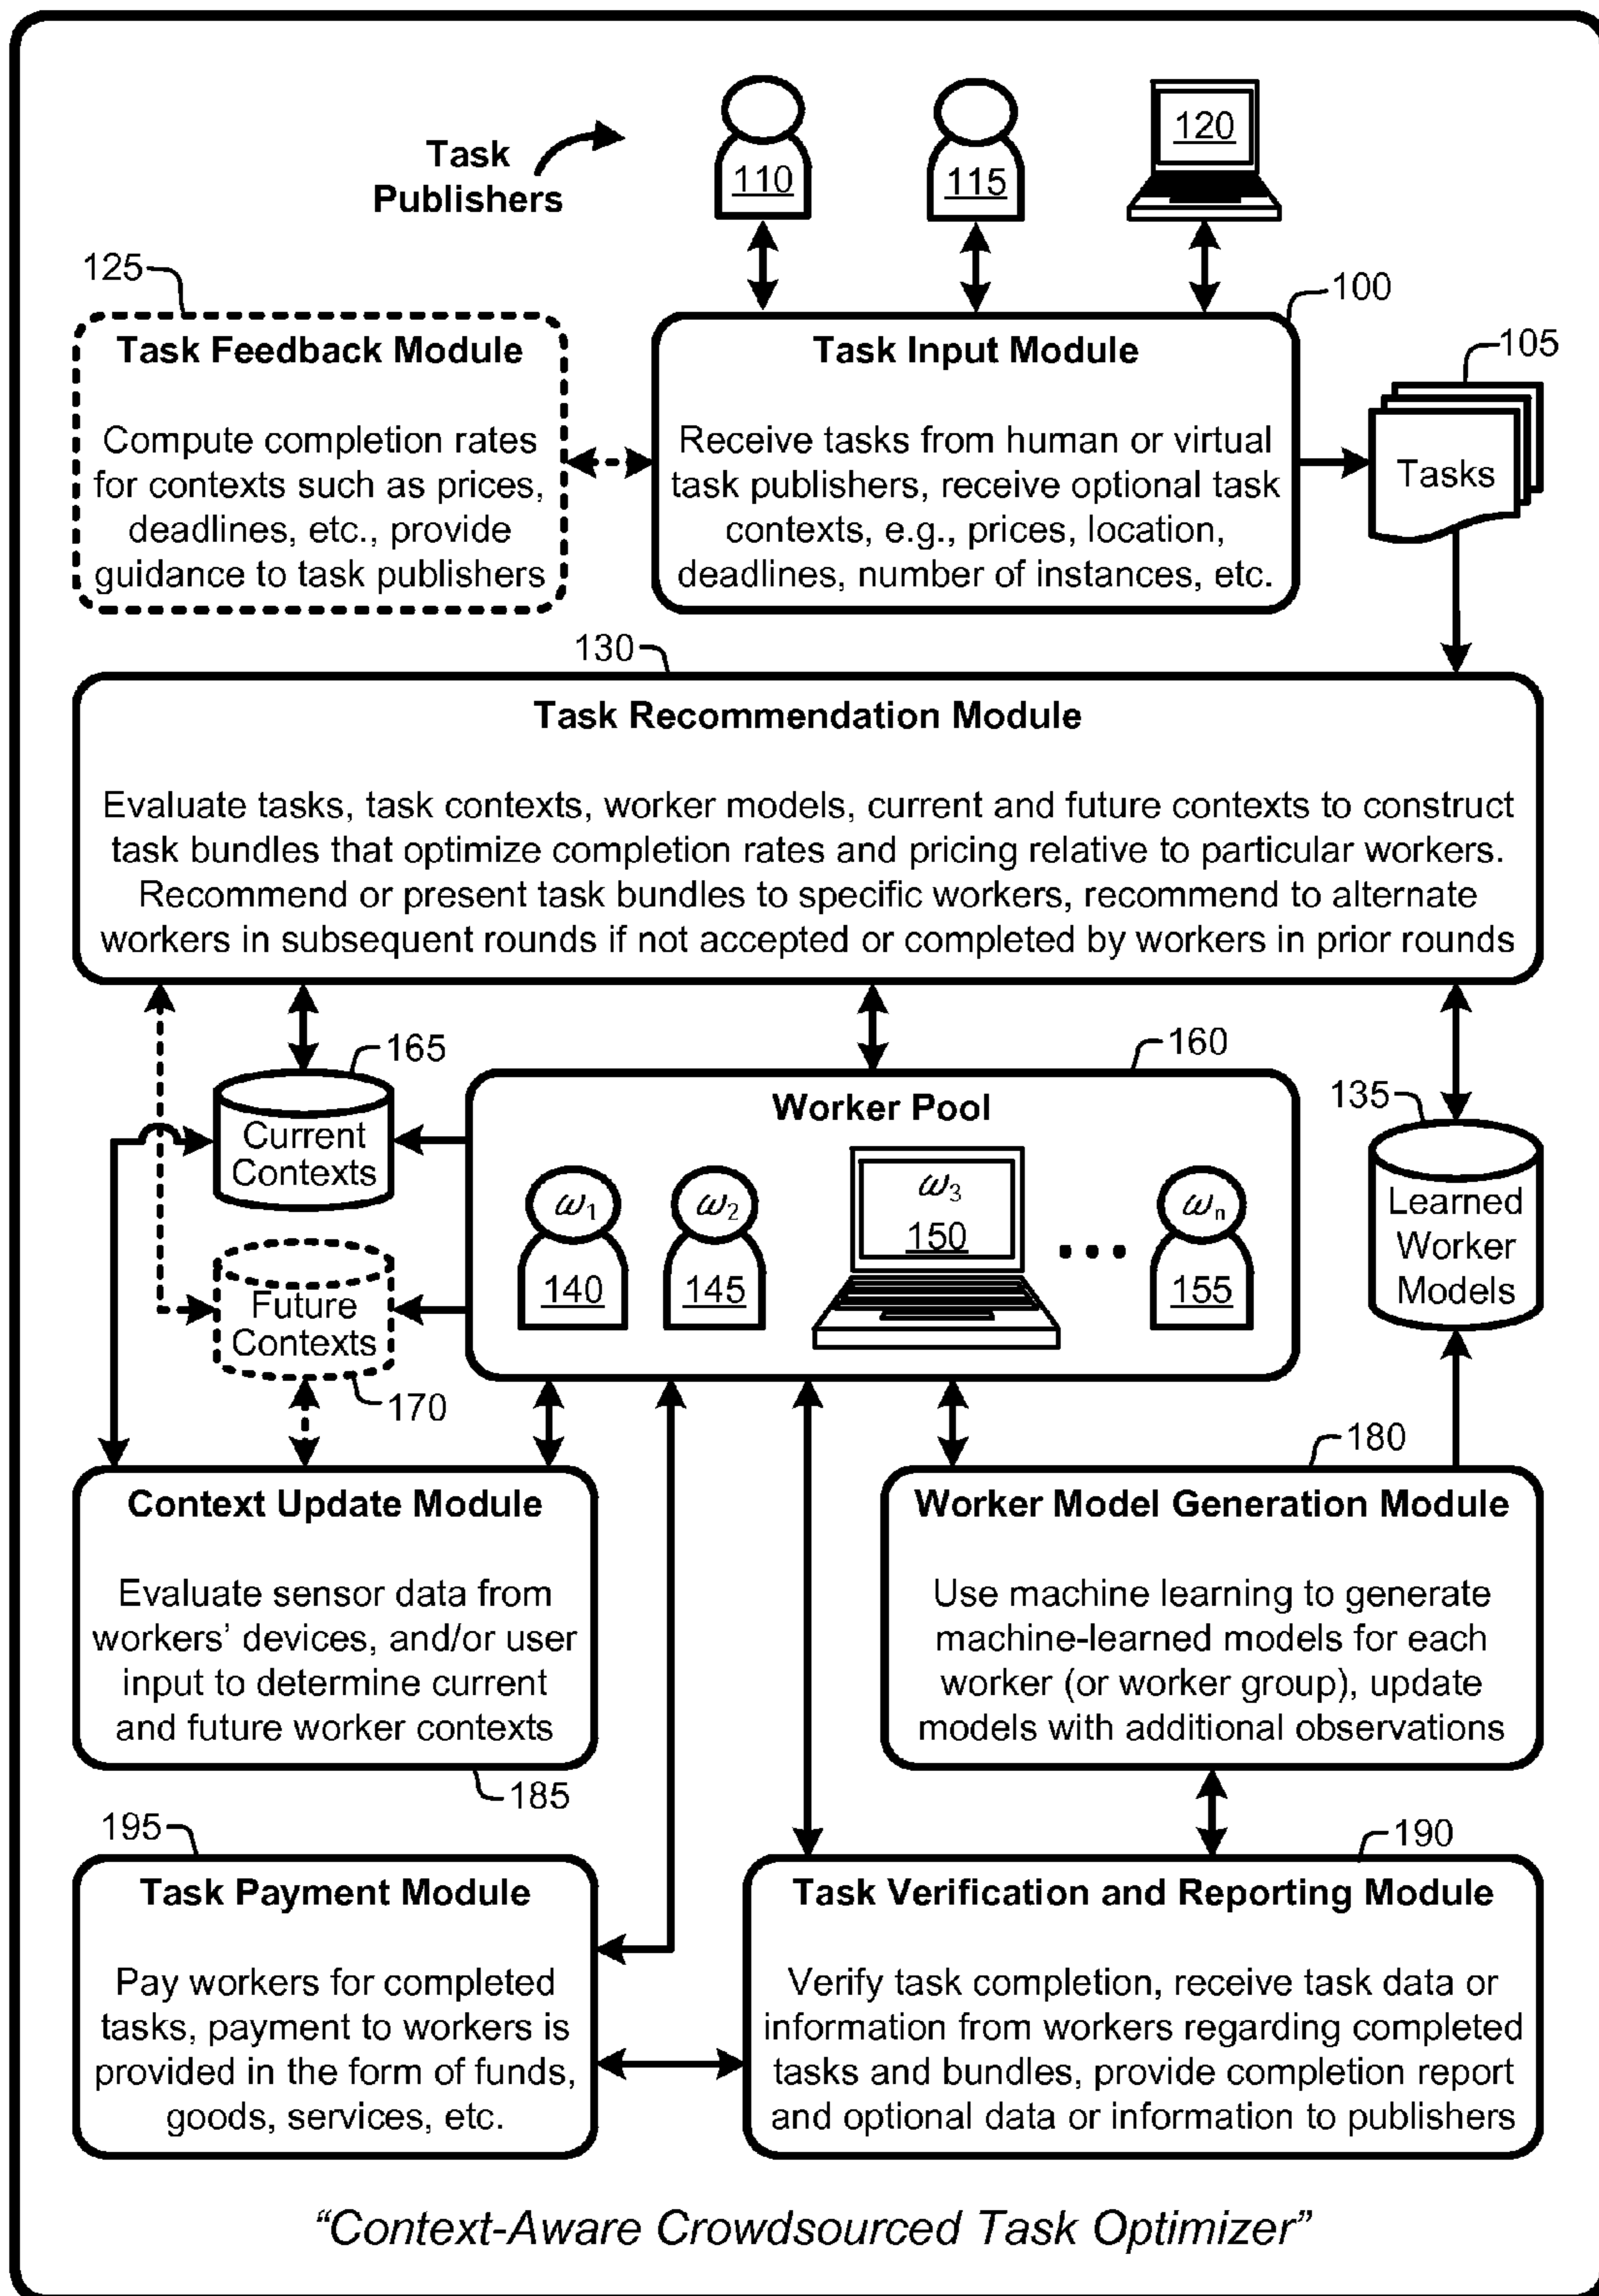 Task
Publishers
110
115
120
125
100
105
Task Feedback Module
Compute completion rates
for contexts such as prices,
deadlines, etc., provide
guidance to task publishers
Task Input Module
Receive tasks from human or virtual
task publishers, receive optional task
contexts, e.g., prices, location,
deadlines, number of instances, etc.
Tasks
130
Task Recommendation Module
Evaluate tasks, task contexts, worker models, current and future contexts to construct
task bundles that optimize completion rates and pricing relative to particular workers.
Recommend or present task bundles to specific workers, recommend to alternate
workers in subsequent rounds if not accepted or completed by workers in prior rounds
165
160
135
Current
Contexts
Future
Contexts
170
Worker Pool
ω1
140
ω2
145
ω3
150
...
ωn
155
Learned
Worker
Models
180
Context Update Module
Evaluate sensor data from
workers’ devices, and/or user
input to determine current
and future worker contexts
185
Worker Model Generation Module
Use machine learning to generate
machine-learned models for each
worker (or worker group), update
models with additional observations
195
190
Task Payment Module
Pay workers for completed
tasks, payment to workers is
provided in the form of funds,
goods, services, etc.
Task Verification and Reporting Module
Verify task completion, receive task data or
information from workers regarding completed
tasks and bundles, provide completion report
and optional data or information to publishers
“Context-Aware Crowdsourced Task Optimizer”